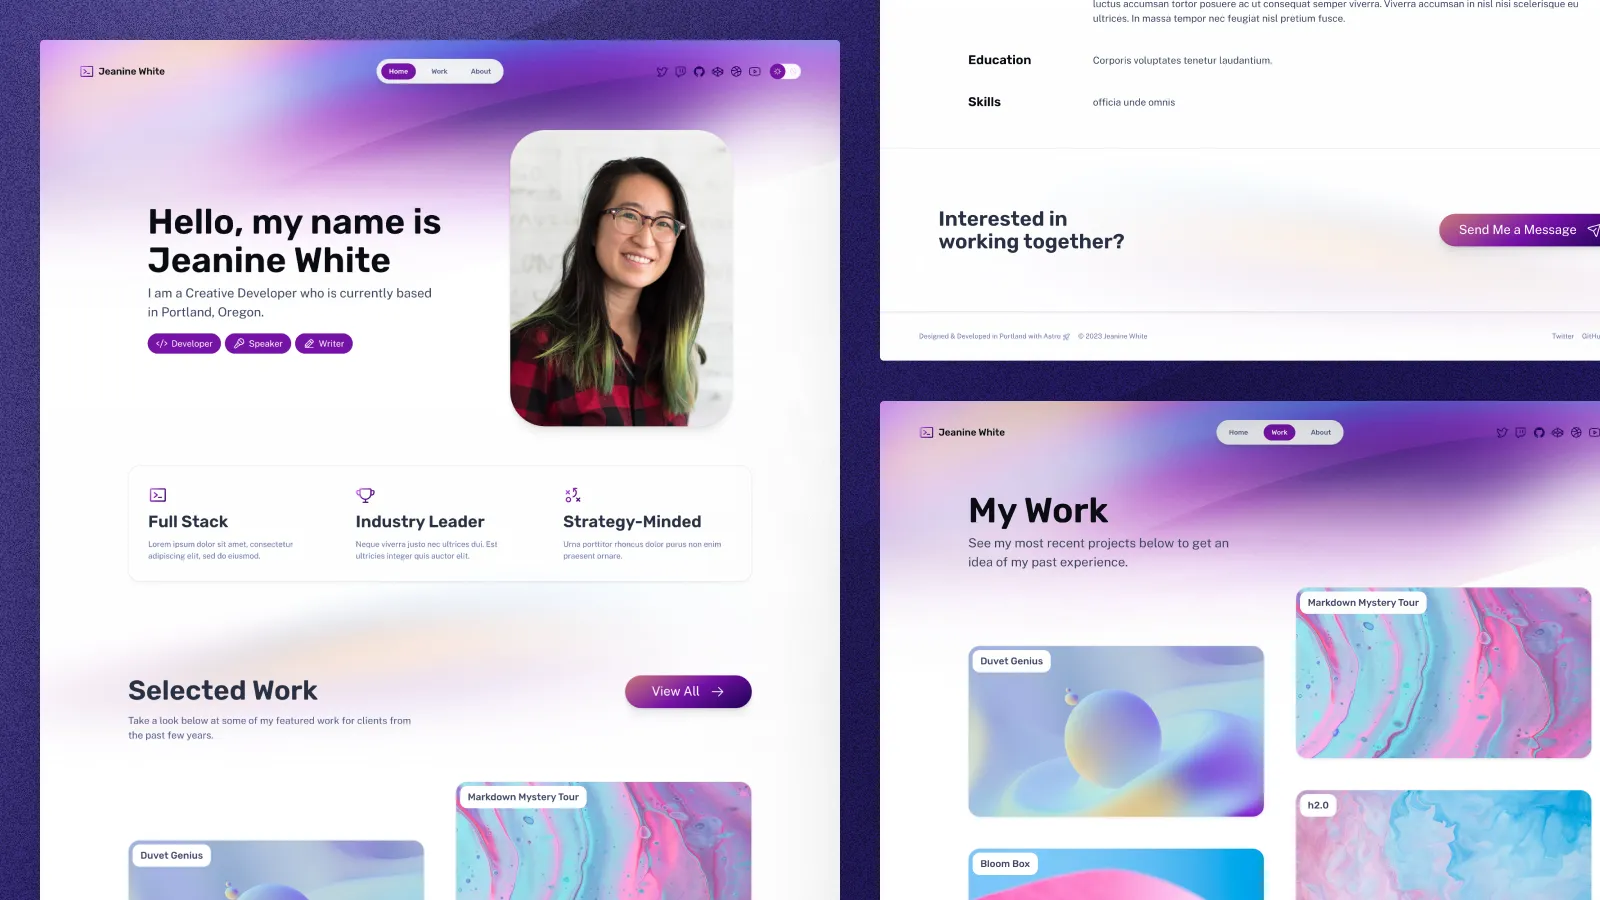 Jeanine White
Home
Work
About
Hello, my name is
Jeanine White
I am a Creative Developer who is currently based
in Portland, Oregon.
Developer
Speaker
Writer
Full Stack
Lorem ipsum dolor sit amet, consectetur
adipiscing elit, sed do eiusmod.
Industry Leader
Neque viverra justo nec ultrices dui. Est
ultricies integer quis auctor elit.
Strategy-Minded
Urna porttitor rhoncus dolor purus non enim
praesent ornare.
Selected Work
Take a look below at some of my featured work for clients from
the past few years.
View All
Duvet Genius
Markdown Mystery Tour
luctus accumsan tortor posuere ac ut consequat semper viverra. Viverra accumsan in nisl nisi scelerisque eu
ultrices. In massa tempor nec feugiat nisl pretium fusce.
Education
Corporis voluptates tenetur laudantium.
Skills
officia unde omnis
Interested in
working together?
Send Me a Message
Designed & Developed in Portland with Astro
© 2023 Jeanine White
Twitter
GitHu
Jeanine White
Home
Work
About
My Work
See my most recent projects below to get an
idea of my past experience.
Duvet Genius
Markdown Mystery Tour
Bloom Box
h2.0